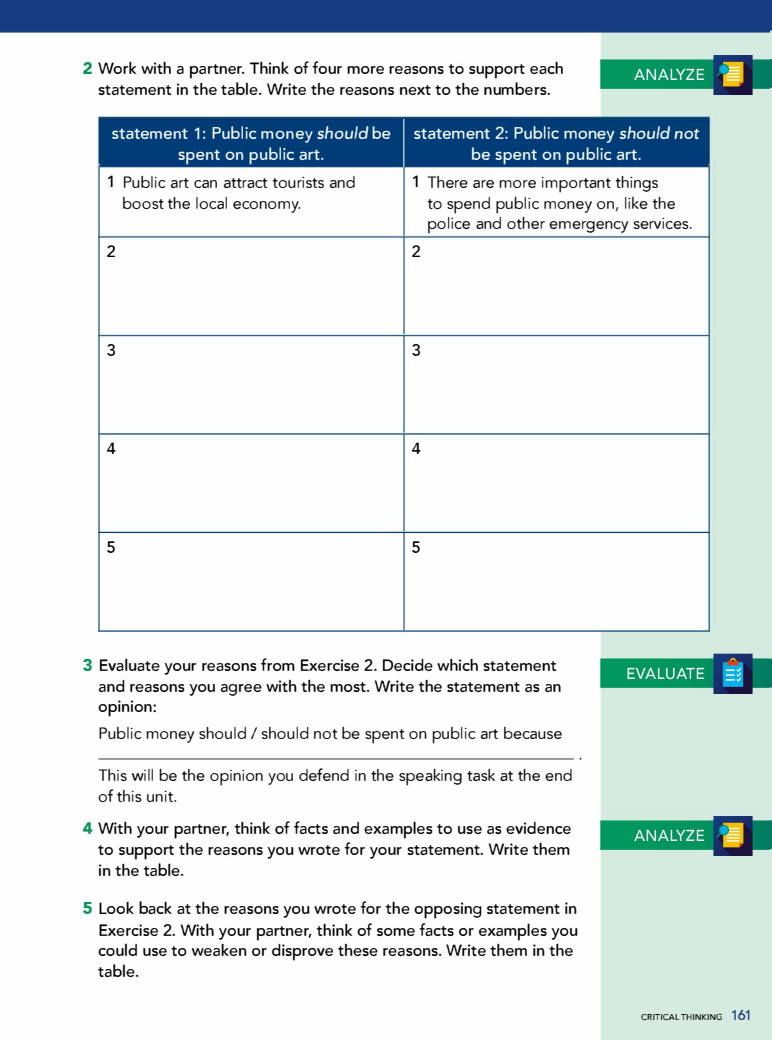 2 Work with a partner. Think of four more reasons to support each
statement in the table. Write the reasons next to the numbers.
ANALYZE
statement 1: Public money should be
spent on public art.
statement 2: Public money should not
be spent on public art.
1 Public art can attract tourists and
boost the local economy.
1 There are more important things
to spend public money on, like the
police and other emergency services.
2
2
3
3
4
4
5
5
3 Evaluate your reasons from Exercise 2. Decide which statement
and reasons you agree with the most. Write the statement as an
opinion:
EVALUATE
Public money should / should not be spent on public art because
.
This will be the opinion you defend in the speaking task at the end
of this unit.
4 With your partner, think of facts and examples to use as evidence
to support the reasons you wrote for your statement. Write them
in the table.
ANALYZE
5 Look back at the reasons you wrote for the opposing statement in
Exercise 2. With your partner, think of some facts or examples you
could use to weaken or disprove these reasons. Write them in the
table.
CRITICAL THINKING 161